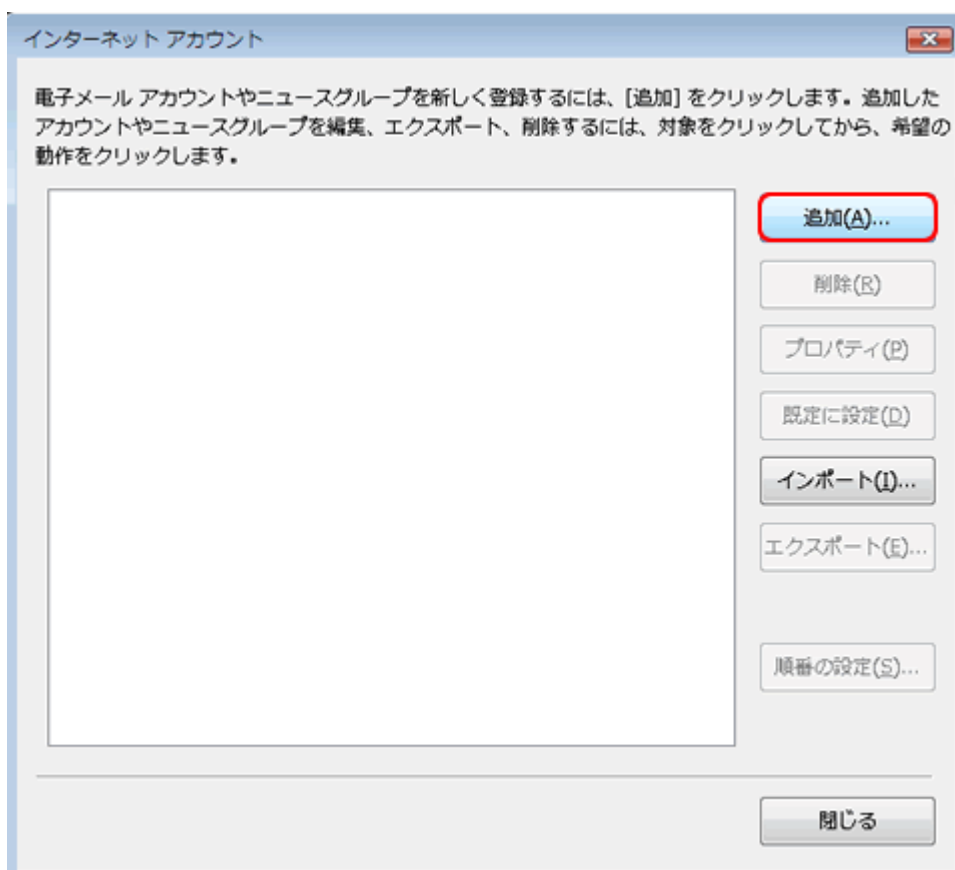 インターネット アカウント
電子メール アカウントやニュースグループを新しく登録するには、[追加] をクリックします。追加した
アカウントやニュースグループを編集、エクスポート、削除するには、対象をクリックしてから、希望の
動作をクリックします。
追加(A)...
削除(R)
プロパティ(P)
既定に設定(D)
インポート(I)...
エクスポート(E)...
順番の設定(S)...
閉じる